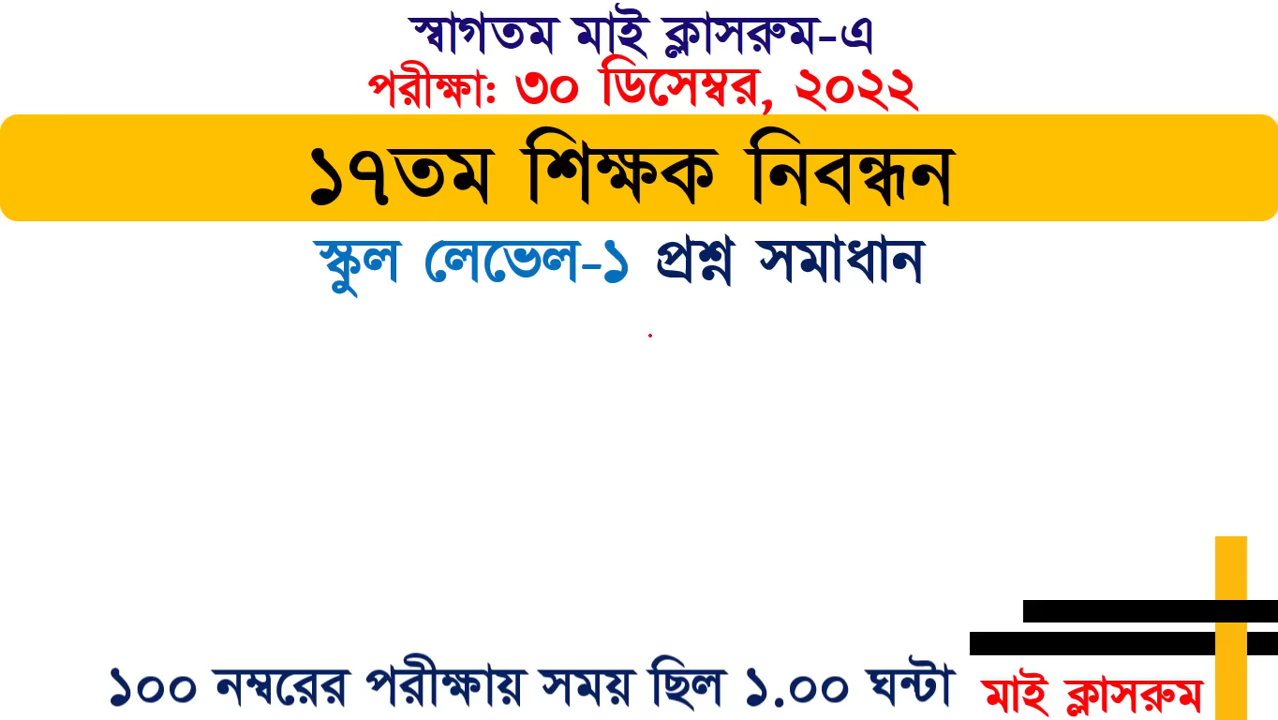 স্বাগতম মাই ক্লাসরুম-এ
পরীক্ষা: ৩০ ডিসেম্বর, ২০২২
১৭তম শিক্ষক নিবন্ধন
স্কুল লেভেল-১ প্রশ্ন সমাধান
১০০ নম্বরের পরীক্ষায় সময় ছিল ১.০০ ঘন্টা
মাই ক্লাসরুম